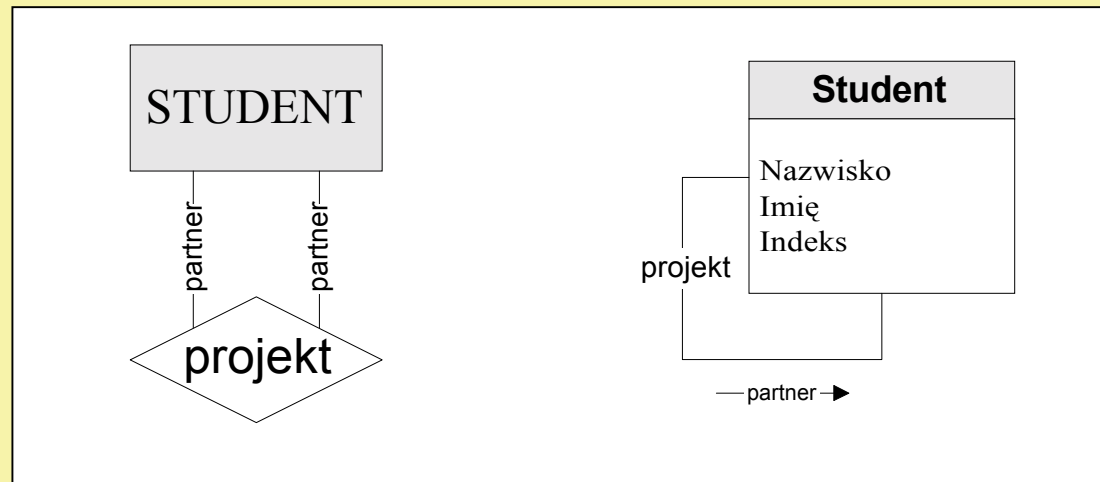 STUDENT
partner
partner
projekt
Student
Nazwisko
Imię
Indeks
projekt
partner